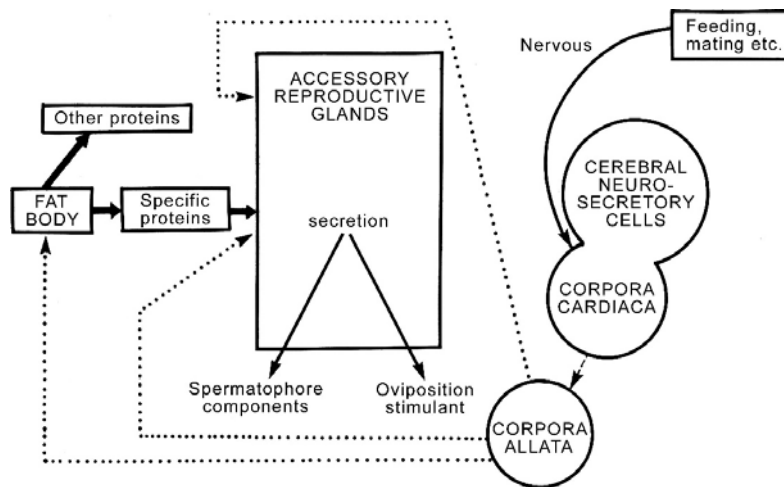 Feeding,
mating etc.
Nervous
ACCESSORY
REPRODUCTIVE
GLANDS
Other proteins
CEREBRAL
NEURO-
SECRETORY
CELLS
FAT
BODY
Specific
proteins
secretion
CORPORA
CARDIACA
Spermatophore
components
Oviposition
stimulant
CORPORA
ALLATA